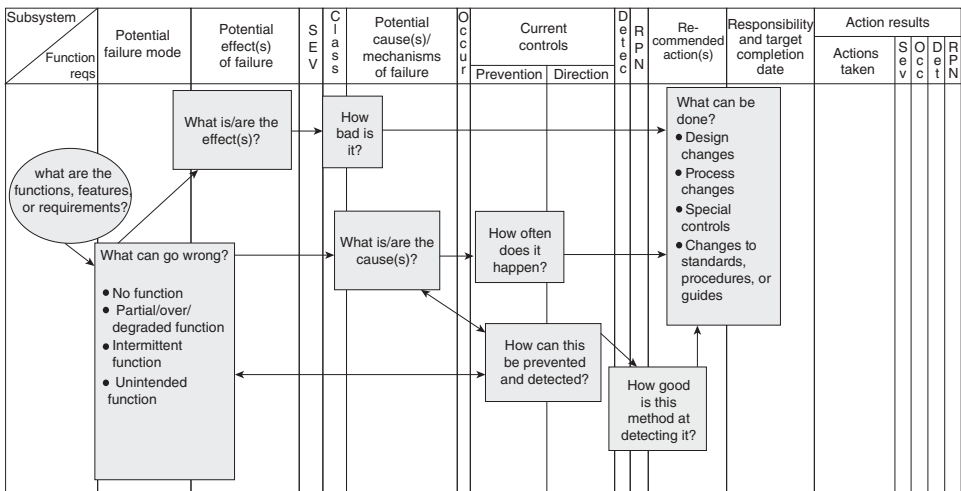 Subsystem
Function
reqs
Potential
failure mode
Potential
effect(s)
of failure
S
E
V
C
l
a
s
s
Potential
cause(s)/
mechanisms
of failure
O
c
c
u
r
Current
controls
Prevention
Direction
D
e
t
e
c
R
P
N
Re-
commended
action(s)
Responsibility
and target
completion
date
Action results
Actions
taken
S
e
v
O
c
c
D
e
t
R
P
N
What is/are the
effect(s)?
How
bad is
it?
What can be
done?
● Design
changes
● Process
changes
● Special
controls
● Changes to
standards,
procedures, or
guides
what are the
functions, features,
or requirements?
What can go wrong?
● No function
● Partial/over/
degraded function
● Intermittent
function
● Unintended
function
What is/are the
cause(s)?
How often
does it
happen?
How can this
be prevented
and detected?
How good
is this
method at
detecting it?